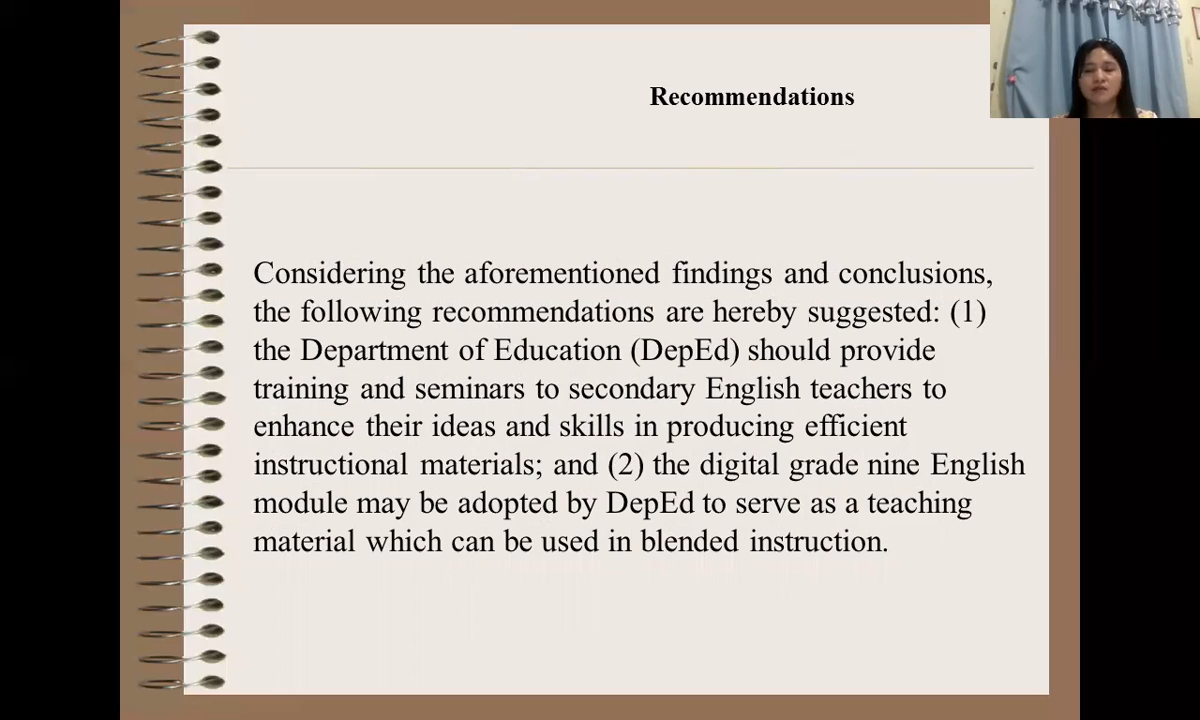 Recommendations
Considering the aforementioned findings and conclusions,
the following recommendations are hereby suggested: (1)
the Department of Education (DepEd) should provide
training and seminars to secondary English teachers to
enhance their ideas and skills in producing efficient
instructional materials; and (2) the digital grade nine English
module may be adopted by DepEd to serve as a teaching
material which can be used in blended instruction.